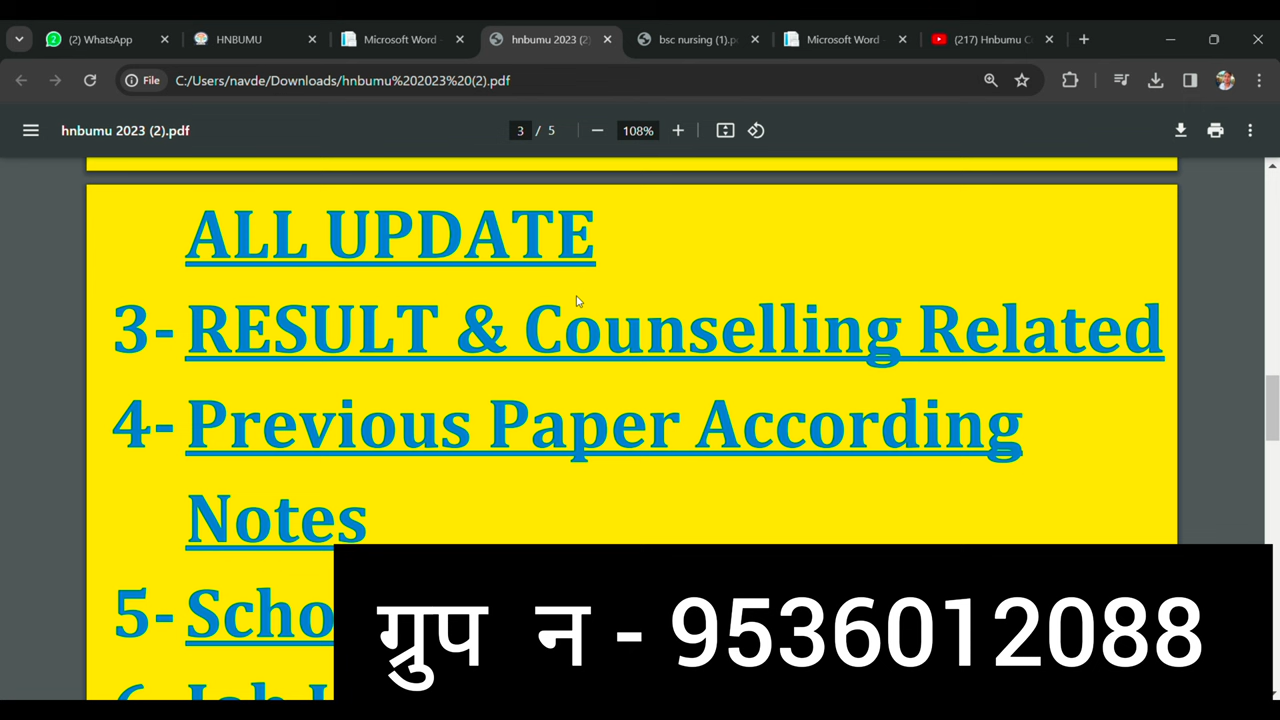 (2) WhatsApp
HNBUMU
Microsoft Word -
hnbumu 2023 (2)
bsc nursing (1).p
Microsoft Word -
(217) Hnbumu C
File
C:/Users/navde/Downloads/hnbumu%202023%20(2).pdf
hnbumu 2023 (2).pdf
3 / 5
108%
ALL UPDATE
3- RESULT & Counselling Related
4- Previous Paper According
Notes
5- Scho
ग्रुप न - 9536012088